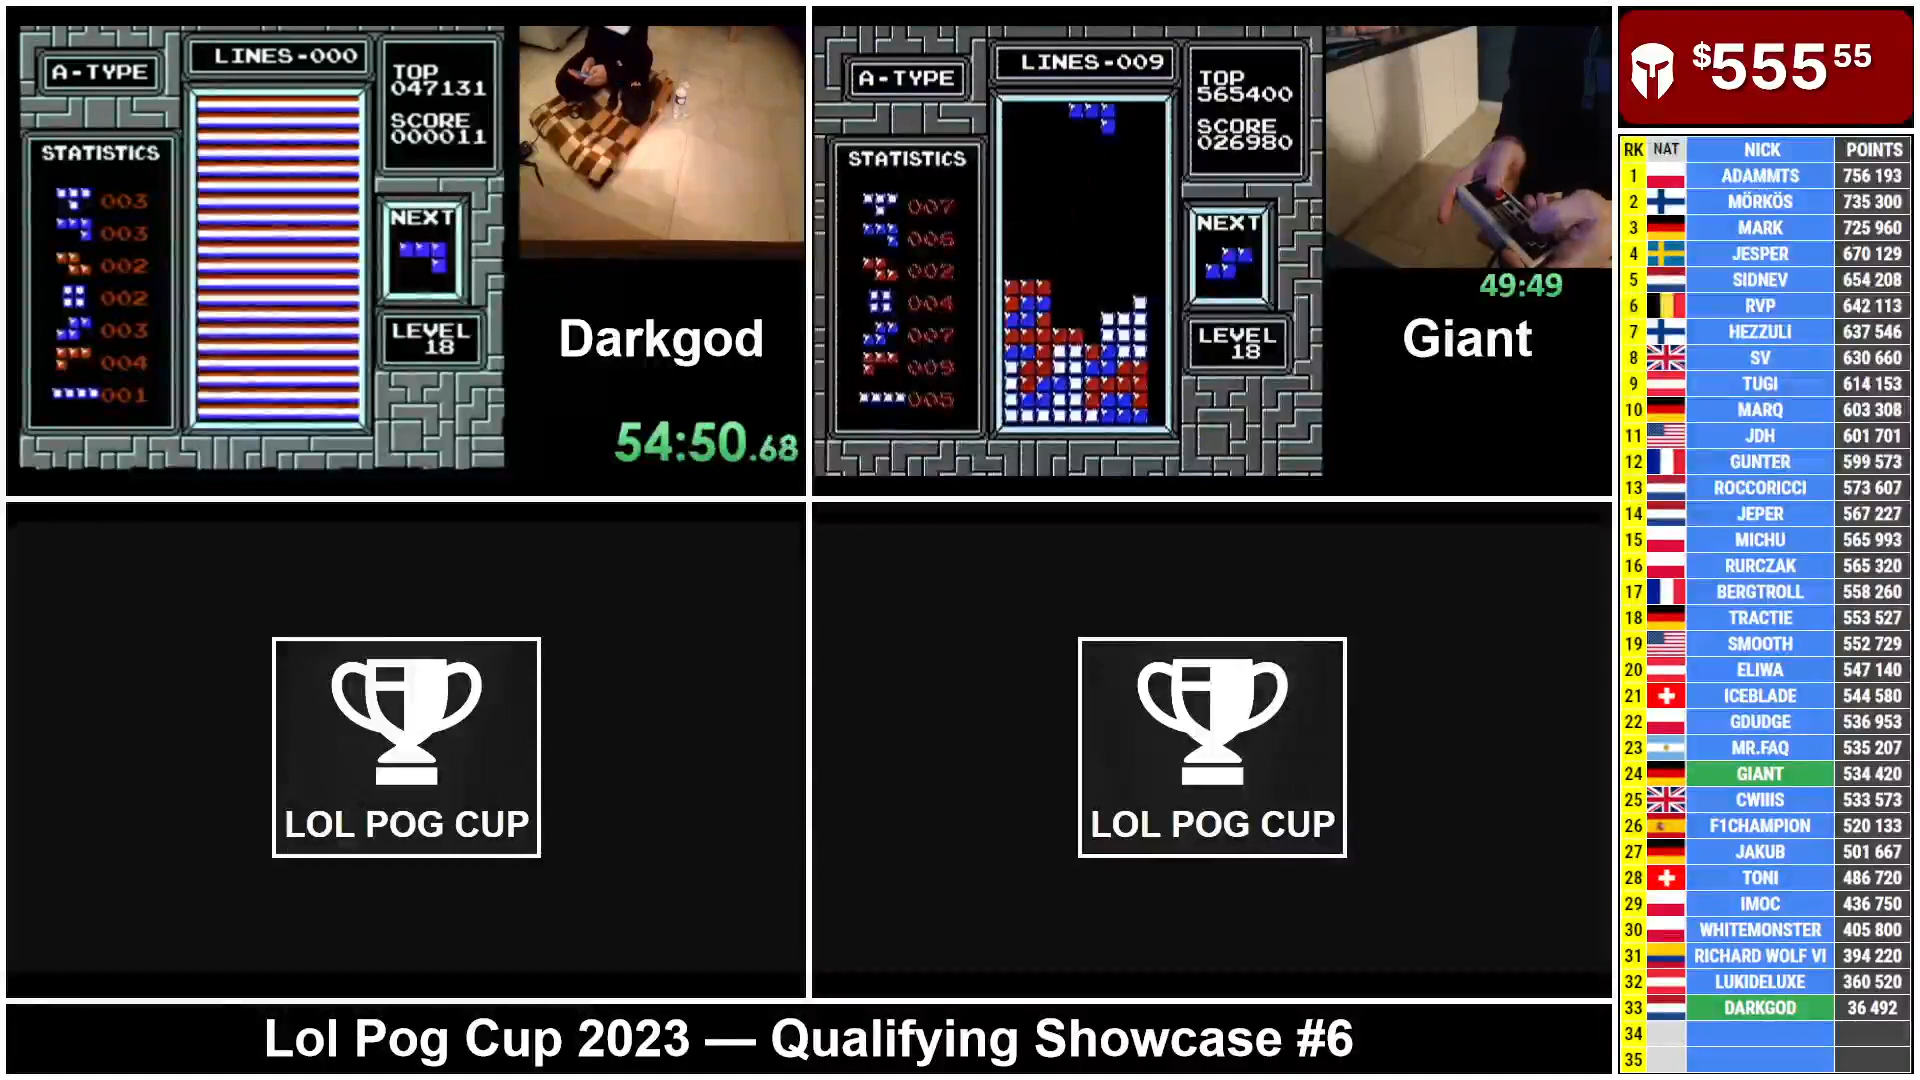 LINES-000
A-TYPE
TOP
047131
SCORE
000011
STATISTICS
003
003
002
002
003
004
001
NEXT
LEVEL
18
Darkgod
54:50.68
LINES-009
A-TYPE
TOP
565400
SCORE
026980
STATISTICS
007
006
002
004
007
009
005
NEXT
LEVEL
18
49:49
Giant
LOL POG CUP
LOL POG CUP
Lol Pog Cup 2023 — Qualifying Showcase #6
$555 55
RK NAT NICK POINTS
1 ADAMMTS 756 193
2 MÖRKÖS 735 300
3 MARK 725 960
4 JESPER 670 129
5 SIDNEV 654 208
6 RVP 642 113
7 HEZZULI 637 546
8 SV 630 660
9 TUGI 614 153
10 MARQ 603 308
11 JDH 601 701
12 GUNTER 599 573
13 ROCCORICCI 573 607
14 JEPER 567 227
15 MICHU 565 993
16 RURCZAK 565 320
17 BERGTROLL 558 260
18 TRACTIE 553 527
19 SMOOTH 552 729
20 ELIWA 547 140
21 ICEBLADE 544 580
22 GDUDGE 536 953
23 MR.FAQ 535 207
24 GIANT 534 420
25 CWIIIS 533 573
26 F1CHAMPION 520 133
27 JAKUB 501 667
28 TONI 486 720
29 IMOC 436 750
30 WHITEMONSTER 405 800
31 RICHARD WOLF VI 394 220
32 LUKIDELUXE 360 520
33 DARKGOD 36 492
34
35